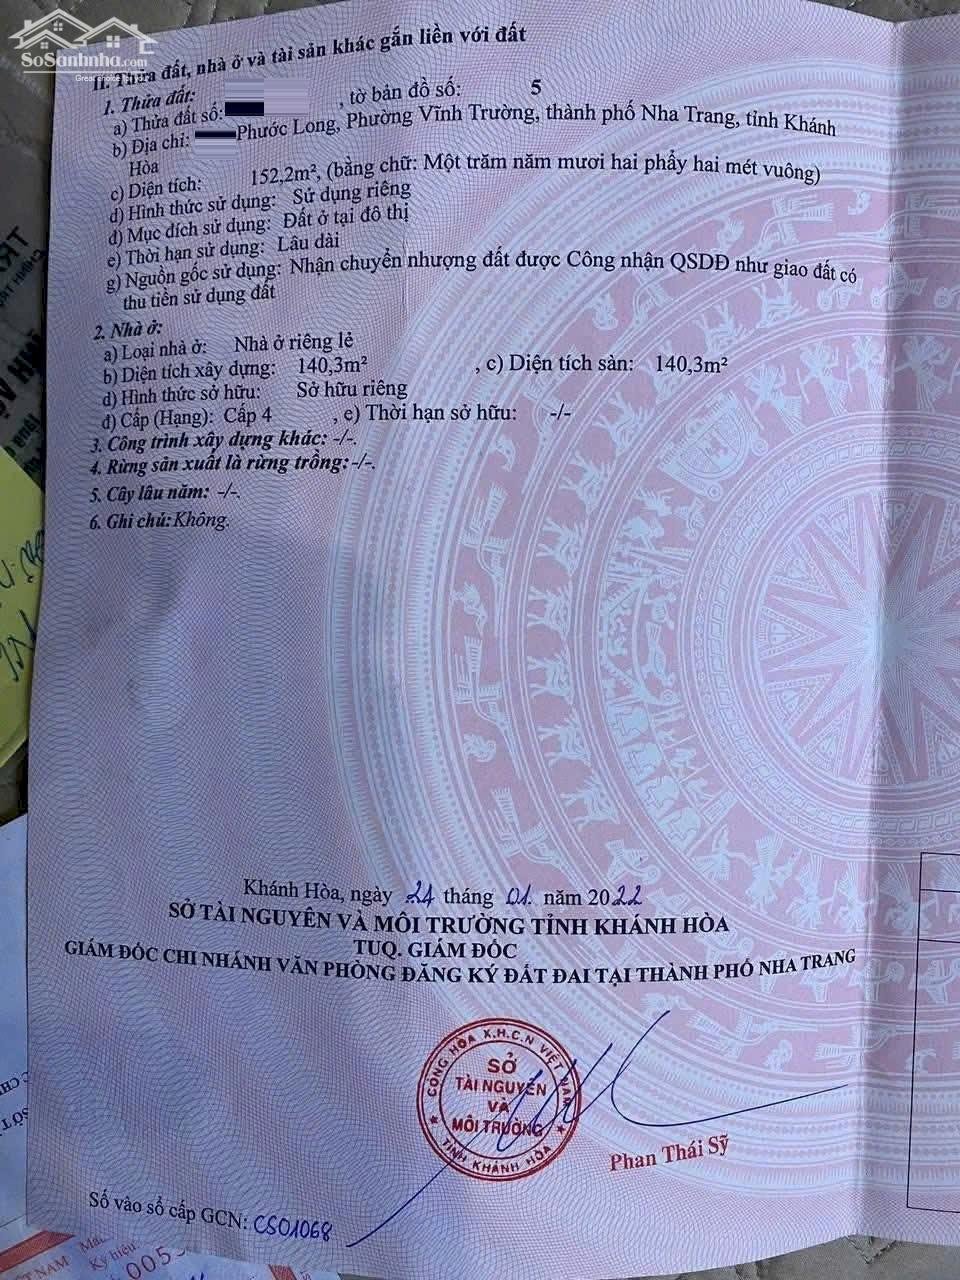 SoSanhnha.com
Great choice for you
II. Thửa đất, nhà ở và tài sản khác gắn liền với đất
1. Thửa đất:
a) Thửa đất số: , tờ bản đồ số: 5
b) Địa chỉ: Phước Long, Phường Vĩnh Trường, thành phố Nha Trang, tỉnh Khánh
Hòa
c) Diện tích: 152,2m², (bằng chữ: Một trăm năm mươi hai phẩy hai mét vuông)
d) Hình thức sử dụng: Sử dụng riêng
đ) Mục đích sử dụng: Đất ở tại đô thị
e) Thời hạn sử dụng: Lâu dài
g) Nguồn gốc sử dụng: Nhận chuyển nhượng đất được Công nhận QSDĐ như giao đất có
thu tiền sử dụng đất
2. Nhà ở:
a) Loại nhà ở: Nhà ở riêng lẻ
b) Diện tích xây dựng: 140,3m² , c) Diện tích sàn: 140,3m²
d) Hình thức sở hữu: Sở hữu riêng
đ) Cấp (Hạng): Cấp 4 , e) Thời hạn sở hữu: -/-
3. Công trình xây dựng khác: -/-.
4. Rừng sản xuất là rừng trồng: -/-.
5. Cây lâu năm: -/-.
6. Ghi chú: Không.
Khánh Hòa, ngày 24 tháng 01. năm 2022
SỞ TÀI NGUYÊN VÀ MÔI TRƯỜNG TỈNH KHÁNH HÒA
TUQ. GIÁM ĐỐC
GIÁM ĐỐC CHI NHÁNH VĂN PHÒNG ĐĂNG KÝ ĐẤT ĐAI TẠI THÀNH PHỐ NHA TRANG
CỘNG HÒA X.H.C.N VIỆT NAM
SỞ
TÀI NGUYÊN
VÀ
MÔI TRƯỜNG
TỈNH KHÁNH HÒA
Phan Thái Sỹ
Số vào sổ cấp GCN: CS01068
VIỆT NAM
Ký hiệu: